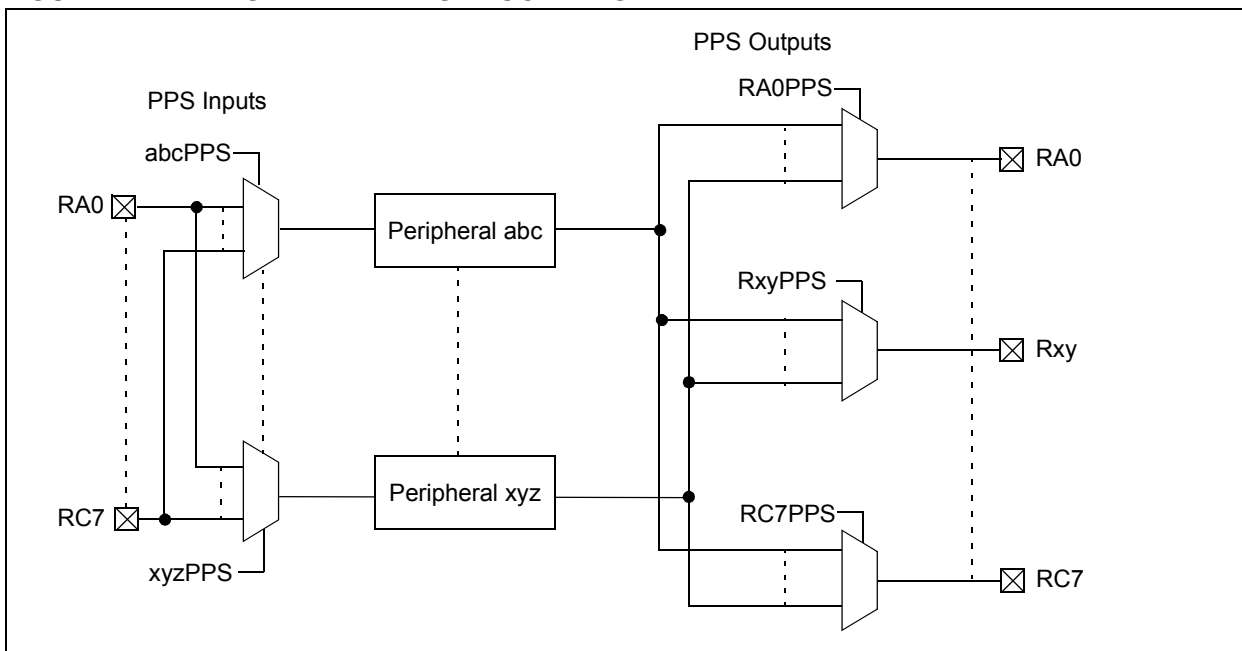 PPS Outputs
RA0PPS
PPS Inputs
abcPPS
RA0
RA0
Peripheral abc
RxyPPS
Rxy
Peripheral xyz
RC7
RC7PPS
xyzPPS
RC7